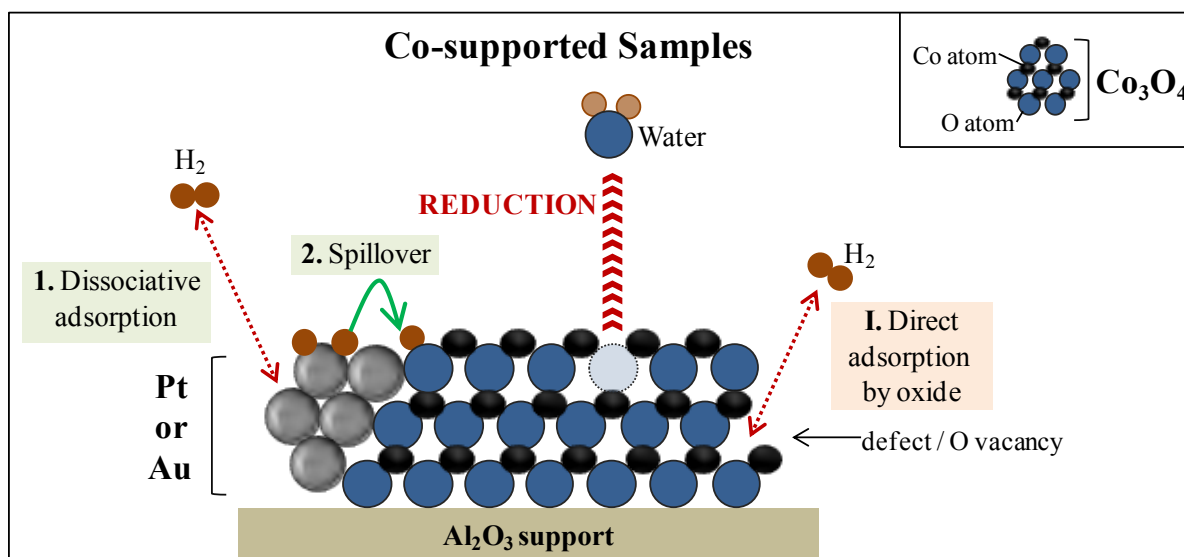 Co-supported Samples
Co atom
O atom
Co₃O₄
Water
H₂
REDUCTION
2. Spillover
1. Dissociative
adsorption
H₂
I. Direct
adsorption
by oxide
Pt
or
Au
defect / O vacancy
Al₂O₃ support